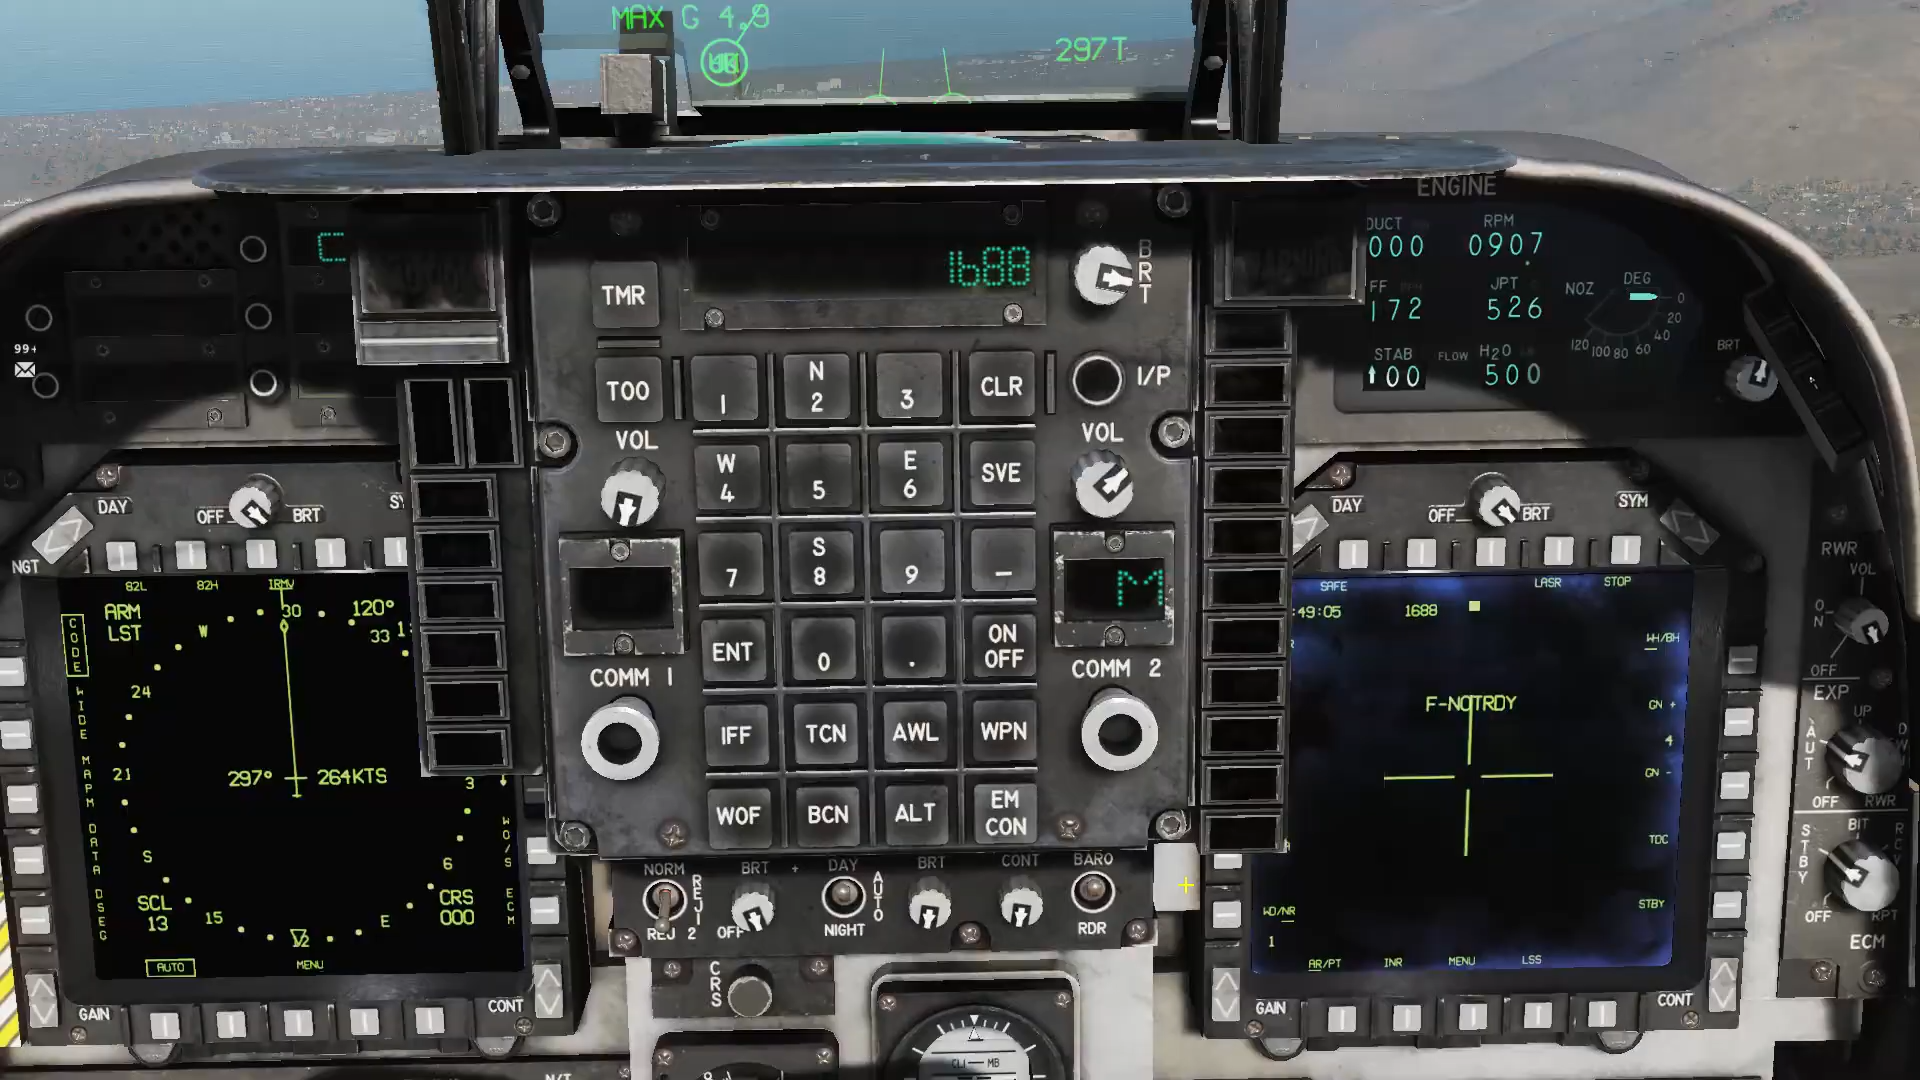 MAX G 4.9
297T
ENGINE
DUCT
RPM
000
0907
FF
JPT
172
526
NOZ
DEG
0
20
40
60
80
100
120
STAB
FLOW
H2O
00
500
BRT
99+
C
1688
BRT
TMR
TOO
1
N 2
3
CLR
I/P
VOL
W 4
5
E 6
SVE
VOL
7
S 8
9
–
M
ENT
0
.
ON OFF
COMM 1
COMM 2
IFF
TCN
AWL
WPN
WOF
BCN
ALT
EM CON
NORM
REJ 1
REJ 2
BRT
OFF
DAY
AUTO
NIGHT
BRT
CONT
BARO
RDR
CRS
DAY
OFF
BRT
NGT
82L
82H
IRMV
CODE
ARM
LST
30
120°
33
W
24
WIDE
MAPM
DATA
DSEG
21
297°
264KTS
3
S
6
WO/S
ECM
SCL
13
15
12
E
CRS
000
AUTO
MENU
GAIN
CONT
DAY
OFF
BRT
SYM
SAFE
LASR
STOP
:49:05
1688
WH/BH
F-NOTRDY
GN +
4
GN -
TDC
WD/NR
1
STBY
AR/PT
INR
MENU
LSS
GAIN
CONT
RWR
VOL
ON
OFF
EXP
UP
AUT
OFF
RWR
BIT
STBY
OFF
RPT
ECM